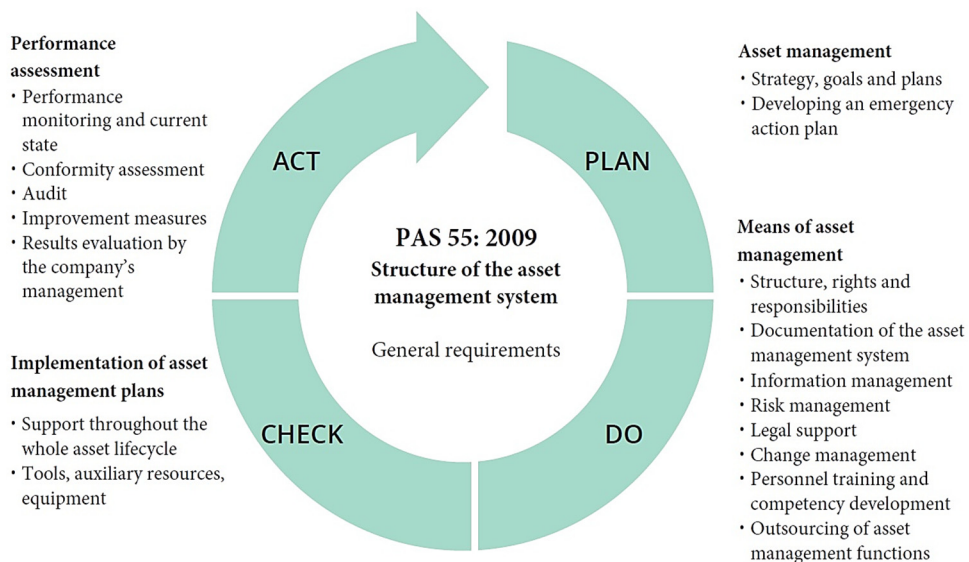 Performance
assessment
· Performance
monitoring and current
state
· Conformity assessment
· Audit
· Improvement measures
· Results evaluation by
the company's
management
Implementation of asset
management plans
· Support throughout the
whole asset lifecycle
· Tools, auxiliary resources,
equipment
ACT
PLAN
CHECK
DO
PAS 55: 2009
Structure of the asset
management system
General requirements
Asset management
· Strategy, goals and plans
· Developing an emergency
action plan
Means of asset
management
· Structure, rights and
responsibilities
· Documentation of the asset
management system
· Information management
· Risk management
· Legal support
· Change management
· Personnel training and
competency development
· Outsourcing of asset
management functions